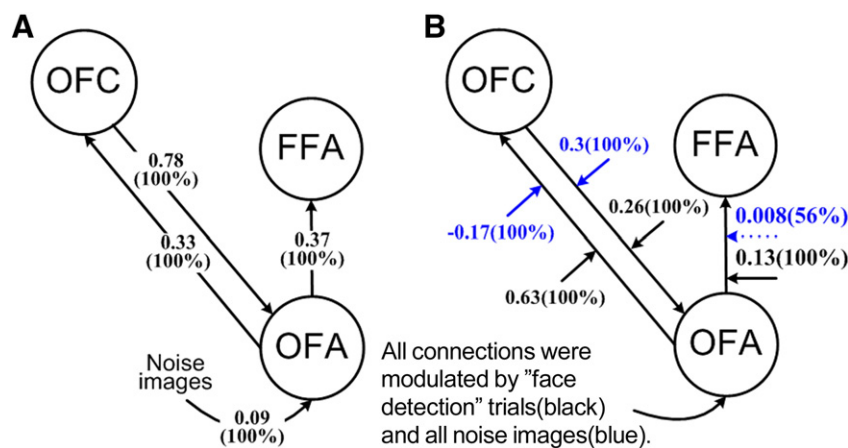 A
OFC
FFA
0.78
(100%)
0.33
(100%)
0.37
(100%)
OFA
Noise
images
0.09
(100%)
B
OFC
FFA
0.3(100%)
0.26(100%)
-0.17(100%)
0.008(56%)
0.13(100%)
0.63(100%)
OFA
All connections were
modulated by ”face
detection” trials(black)
and all noise images(blue).